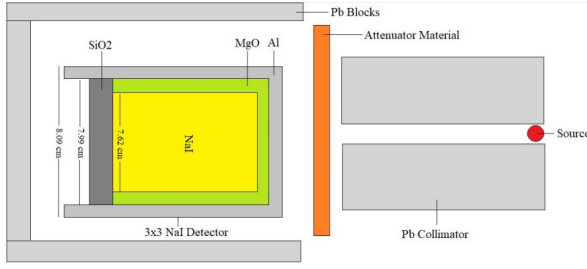 Pb Blocks
SiO2
MgO
Al
Attenuator Material
8.09 cm
7.99 cm
7.62 cm
NaI
Source
3x3 NaI Detector
Pb Collimator